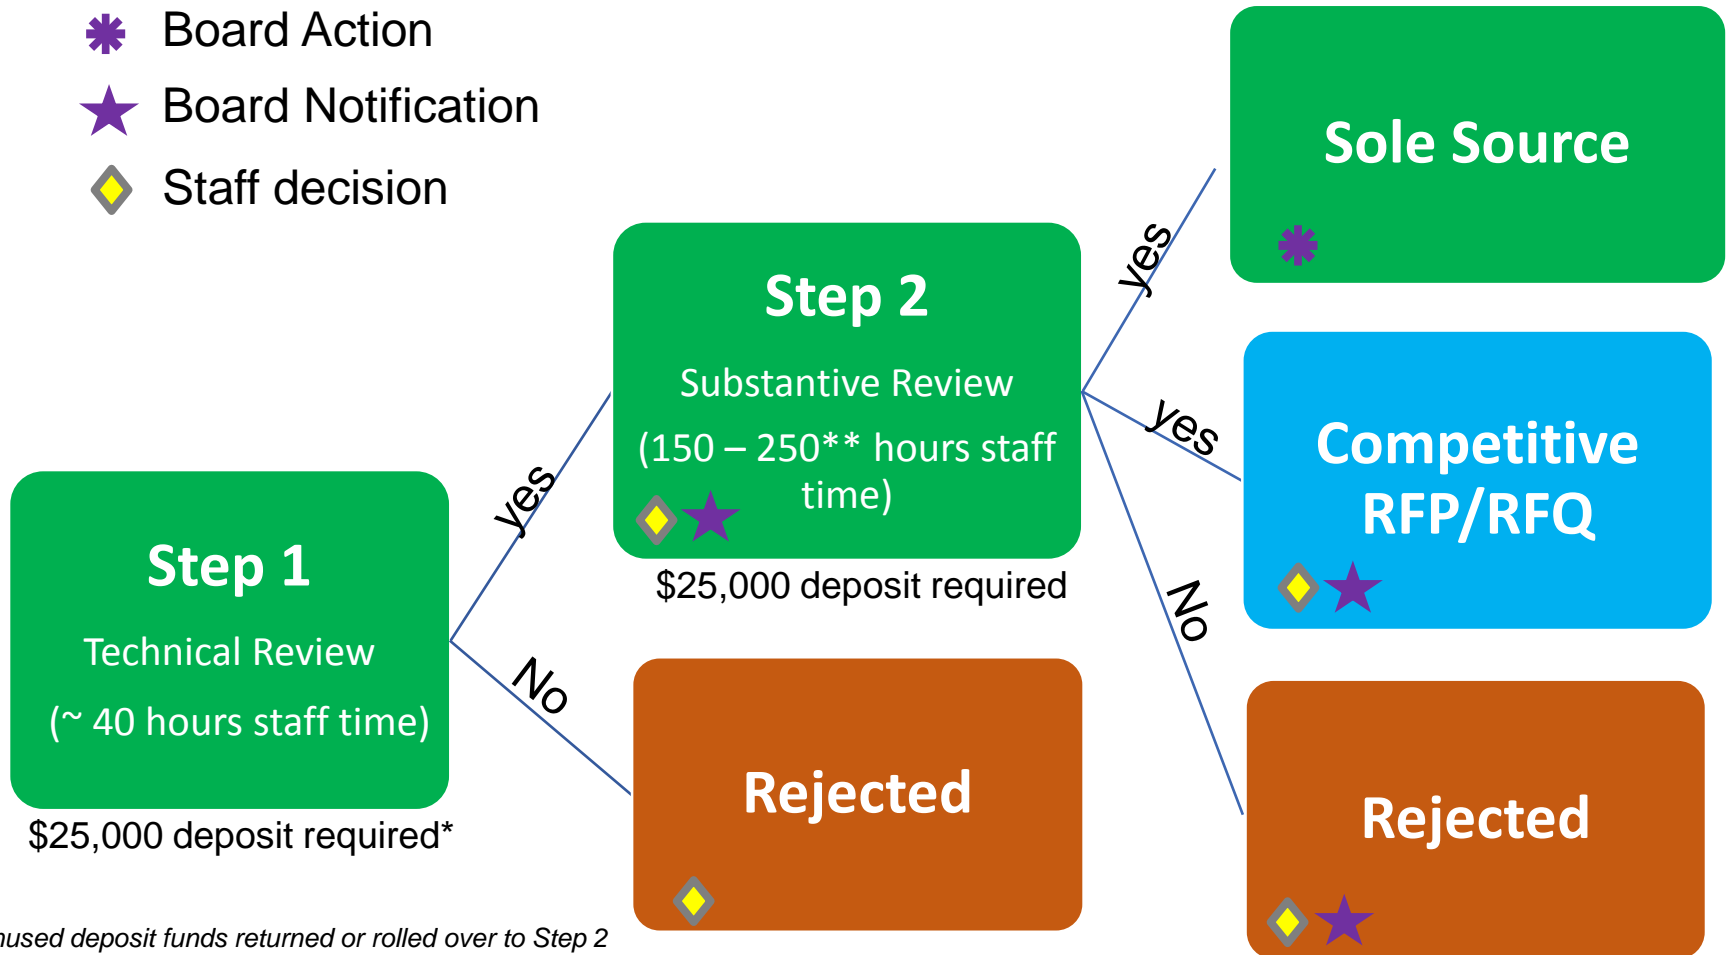 Board Action
Board Notification
Staff decision
Step 1
Technical Review
(~ 40 hours staff time)
$25,000 deposit required*
yes
No
Step 2
Substantive Review
(150 – 250** hours staff
time)
$25,000 deposit required
Rejected
yes
yes
No
Sole Source
Competitive
RFP/RFQ
Rejected
deposit funds returned or rolled over to Step 2